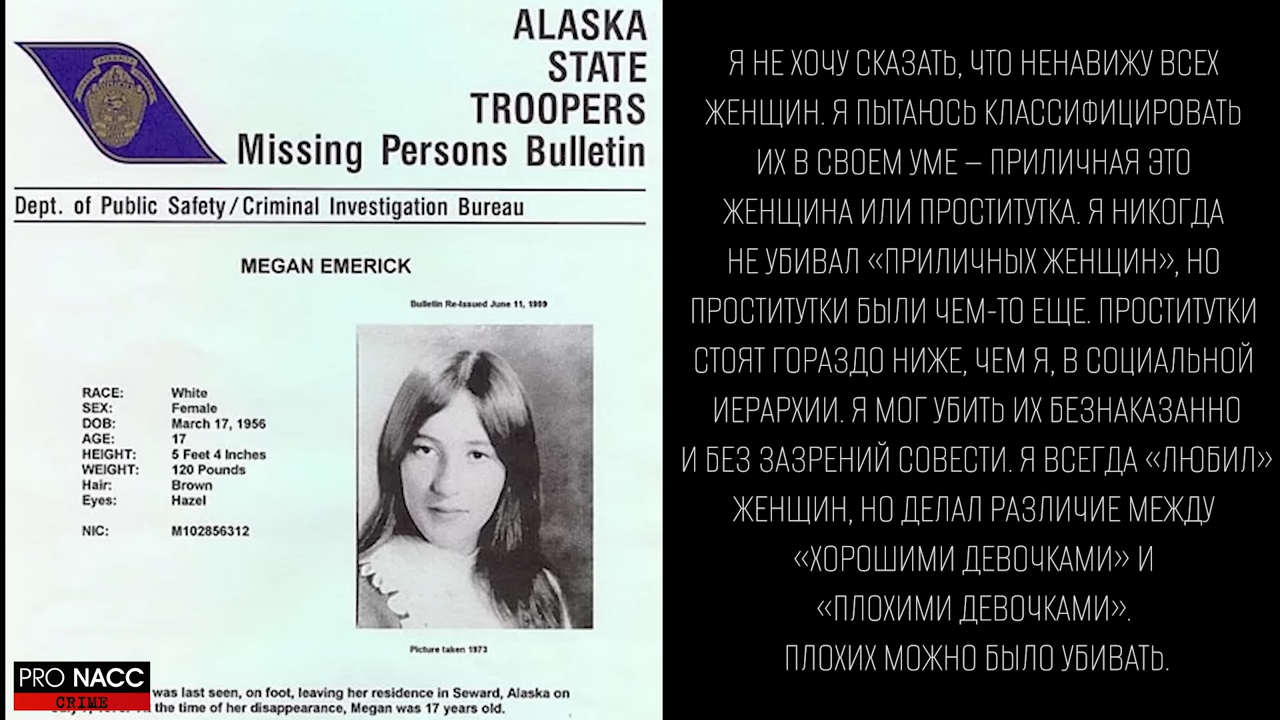 ALASKA
STATE
TROOPERS
Missing Persons Bulletin
Dept. of Public Safety/Criminal Investigation Bureau
MEGAN EMERICK
Bulletin Re-Issued June 11, 1999
RACE: White
SEX: Female
DOB: March 17, 1956
AGE: 17
HEIGHT: 5 Feet 4 Inches
WEIGHT: 120 Pounds
Hair: Brown
Eyes: Hazel
NIC: M102856312
Picture taken 1973
was last seen, on foot, leaving her residence in Seward, Alaska on
the time of her disappearance, Megan was 17 years old.
PRO NACC
CRIME
Я НЕ ХОЧУ СКАЗАТЬ, ЧТО НЕНАВИЖУ ВСЕХ
ЖЕНЩИН. Я ПЫТАЮСЬ КЛАССИФИЦИРОВАТЬ
ИХ В СВОЕМ УМЕ – ПРИЛИЧНАЯ ЭТО
ЖЕНЩИНА ИЛИ ПРОСТИТУТКА. Я НИКОГДА
НЕ УБИВАЛ «ПРИЛИЧНЫХ ЖЕНЩИН», НО
ПРОСТИТУТКИ БЫЛИ ЧЕМ-ТО ЕЩЕ. ПРОСТИТУТКИ
СТОЯТ ГОРАЗДО НИЖЕ, ЧЕМ Я, В СОЦИАЛЬНОЙ
ИЕРАРХИИ. Я МОГ УБИТЬ ИХ БЕЗНАКАЗАННО
И БЕЗ ЗАЗРЕНИЙ СОВЕСТИ. Я ВСЕГДА «ЛЮБИЛ»
ЖЕНЩИН, НО ДЕЛАЛ РАЗЛИЧИЕ МЕЖДУ
«ХОРОШИМИ ДЕВОЧКАМИ» И
«ПЛОХИМИ ДЕВОЧКАМИ».
ПЛОХИХ МОЖНО БЫЛО УБИВАТЬ.